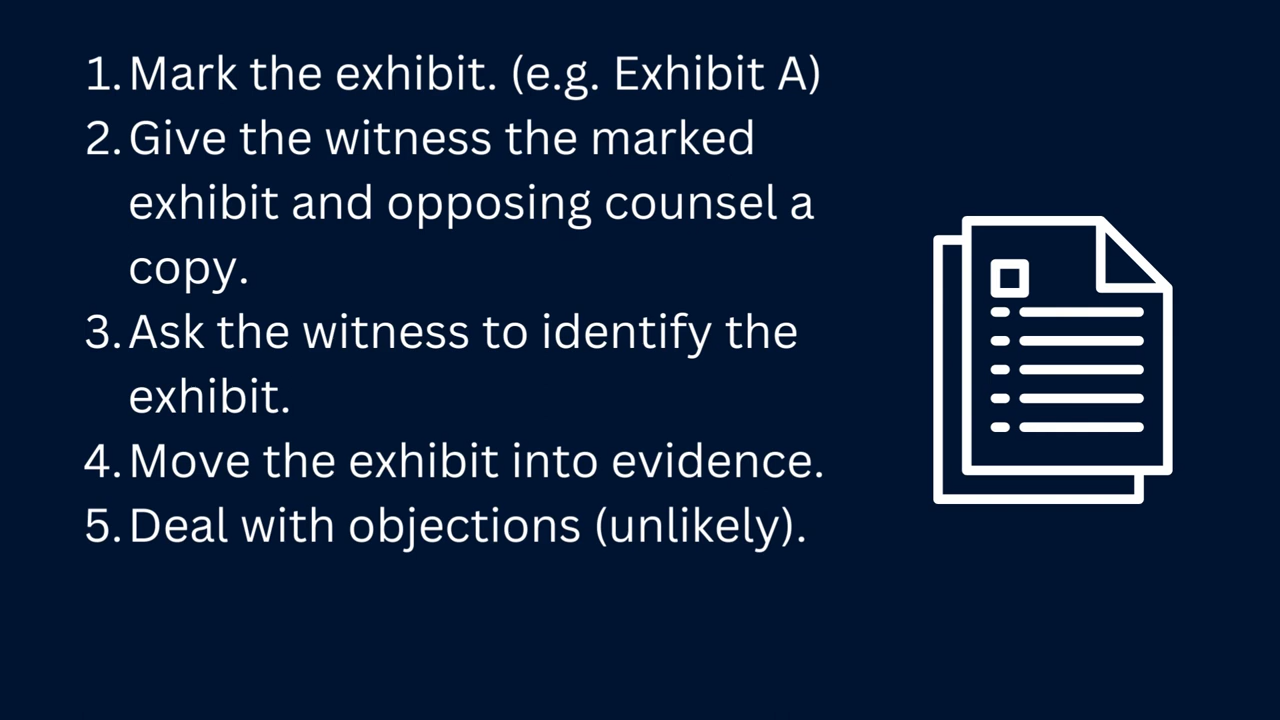 1. Mark the exhibit. (e.g. Exhibit A)
2. Give the witness the marked
exhibit and opposing counsel a
copy.
3. Ask the witness to identify the
exhibit.
4. Move the exhibit into evidence.
5. Deal with objections (unlikely).